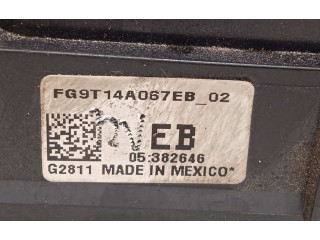 FG9T14A067EB_02
EB
05:382646
G2811 MADE IN MEXICO*